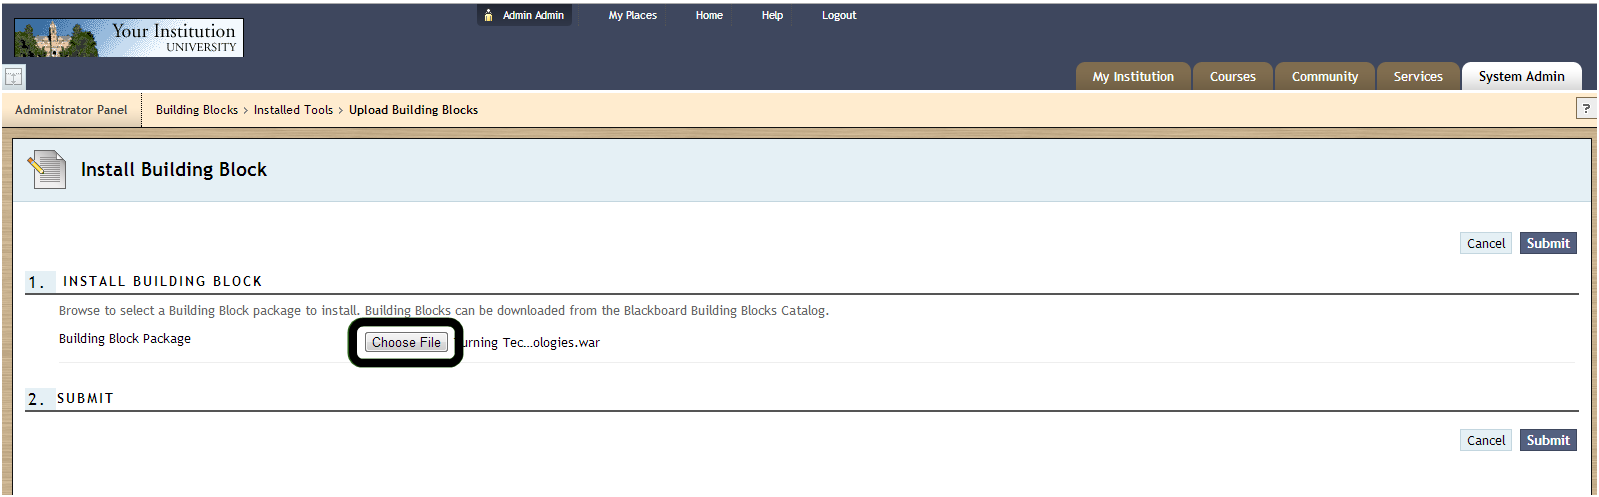 Admin Admin My Places Home Help Logout
Your Institution
UNIVERSITY
My Institution Courses Community Services System Admin
Administrator Panel Building Blocks > Installed Tools > Upload Building Blocks ?
Install Building Block
Cancel Submit
1. INSTALL BUILDING BLOCK
Browse to select a Building Block package to install. Building Blocks can be downloaded from the Blackboard Building Blocks Catalog.
Building Block Package Choose File urning Tec...ologies.war
2. SUBMIT
Cancel Submit